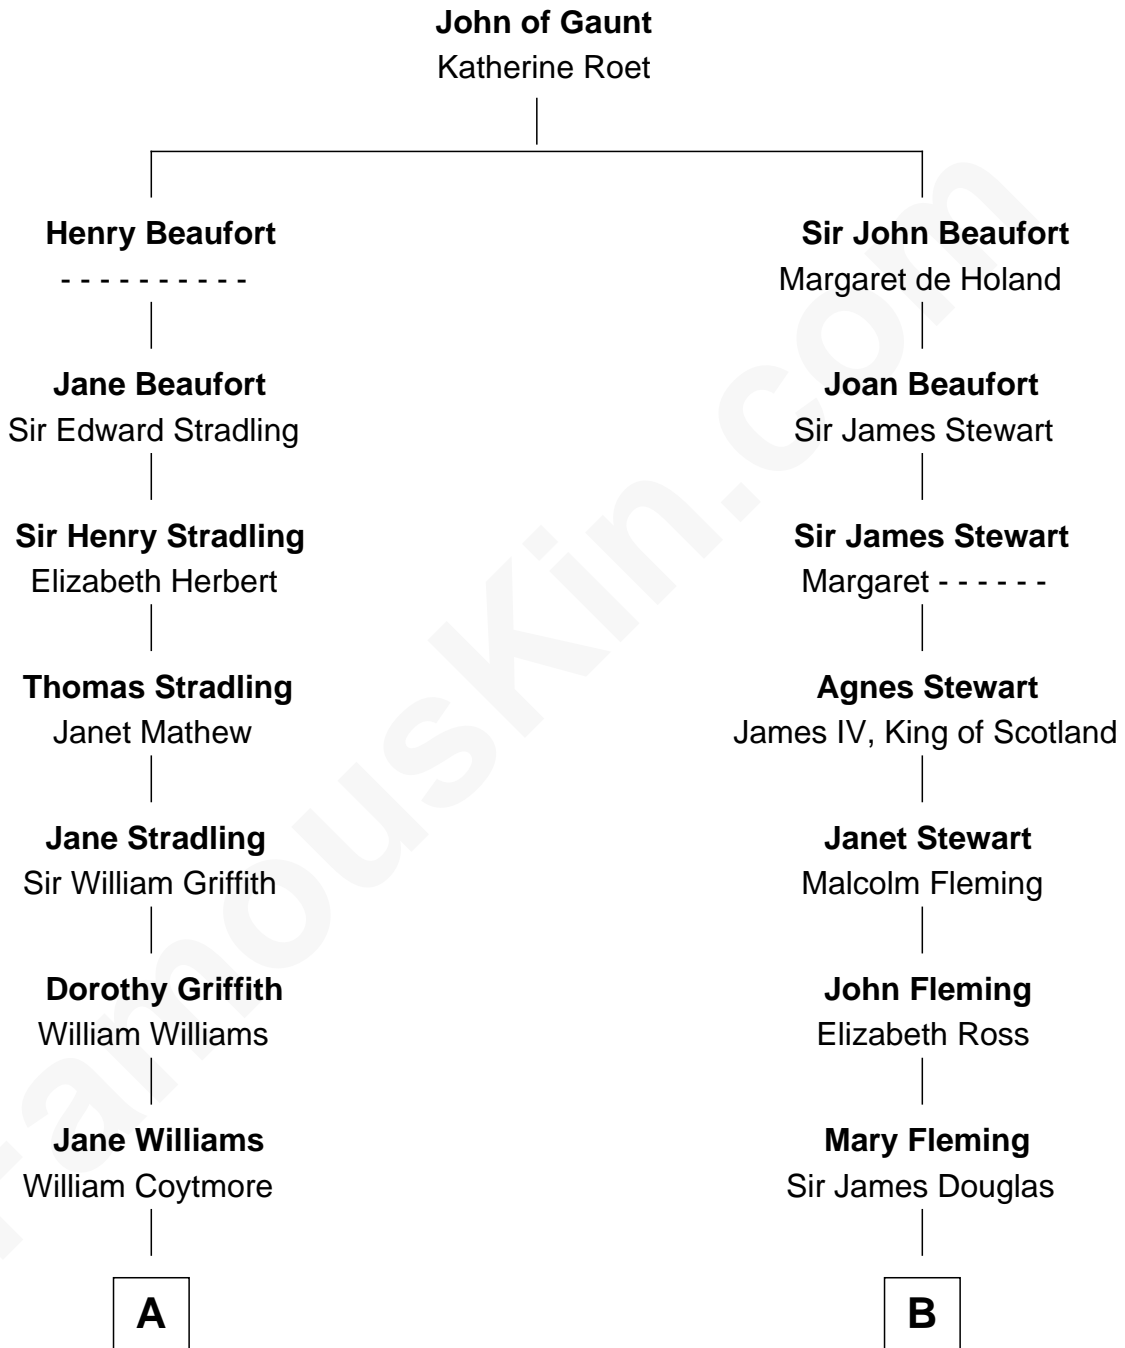 John of Gaunt
Katherine Roet
Henry Beaufort
- - - - - - - - - -
Jane Beaufort
Sir Edward Stradling
Sir Henry Stradling
Elizabeth Herbert
Thomas Stradling
Janet Mathew
Jane Stradling
Sir William Griffith
Dorothy Griffith
William Williams
Jane Williams
William Coytmore
A
Sir John Beaufort
Margaret de Holand
Joan Beaufort
Sir James Stewart
Sir James Stewart
Margaret - - - - - -
Agnes Stewart
James IV, King of Scotland
Janet Stewart
Malcolm Fleming
John Fleming
Elizabeth Ross
Mary Fleming
Sir James Douglas
B
FamousKin.com